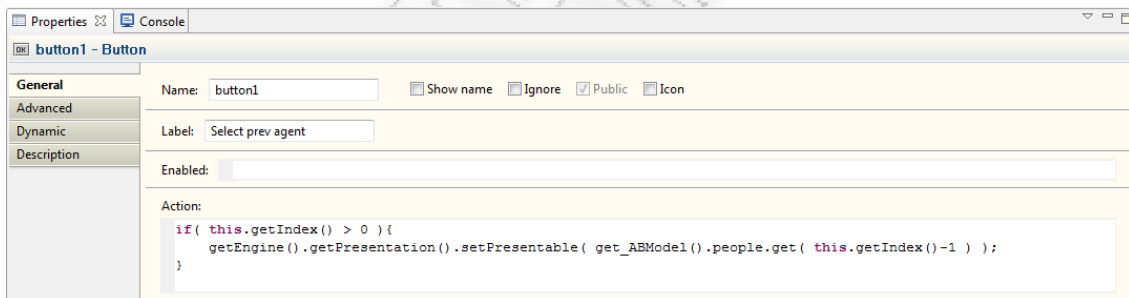 Properties Console
OK button1 - Button
General
Advanced
Dynamic
Description
Name: button1 Show name Ignore Public Icon
Label: Select prev agent
Enabled:
Action:
if( this.getIndex() > 0 ){
getEngine().getPresentation().setPresentable( get_ABModel().people.get( this.getIndex()-1 ) );
}